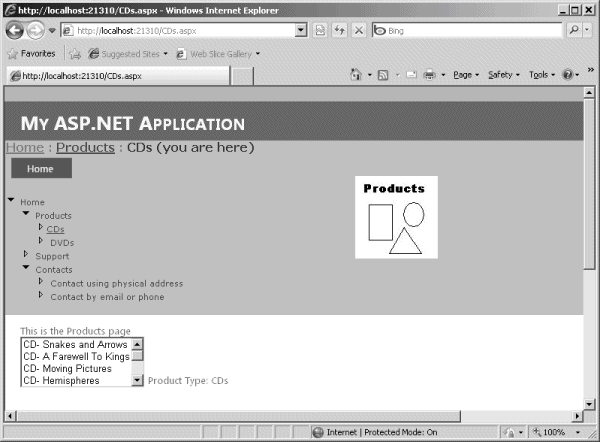 http://localhost:21310/CDs.aspx - Windows Internet Explorer
http://localhost:21310/CDs.aspx
Bing
Favorites
Suggested Sites
Web Slice Gallery
http://localhost:21310/CDs.aspx
Page Safety Tools
My ASP.NET Application
Home : Products : CDs (you are here)
Home
Products
Home
Products
CDs
DVDs
Support
Contacts
Contact using physical address
Contact by email or phone
This is the Products page
CD- Snakes and Arrows
CD- A Farewell To Kings
CD- Moving Pictures
CD- Hemispheres
Product Type: CDs
Internet | Protected Mode: On
100%